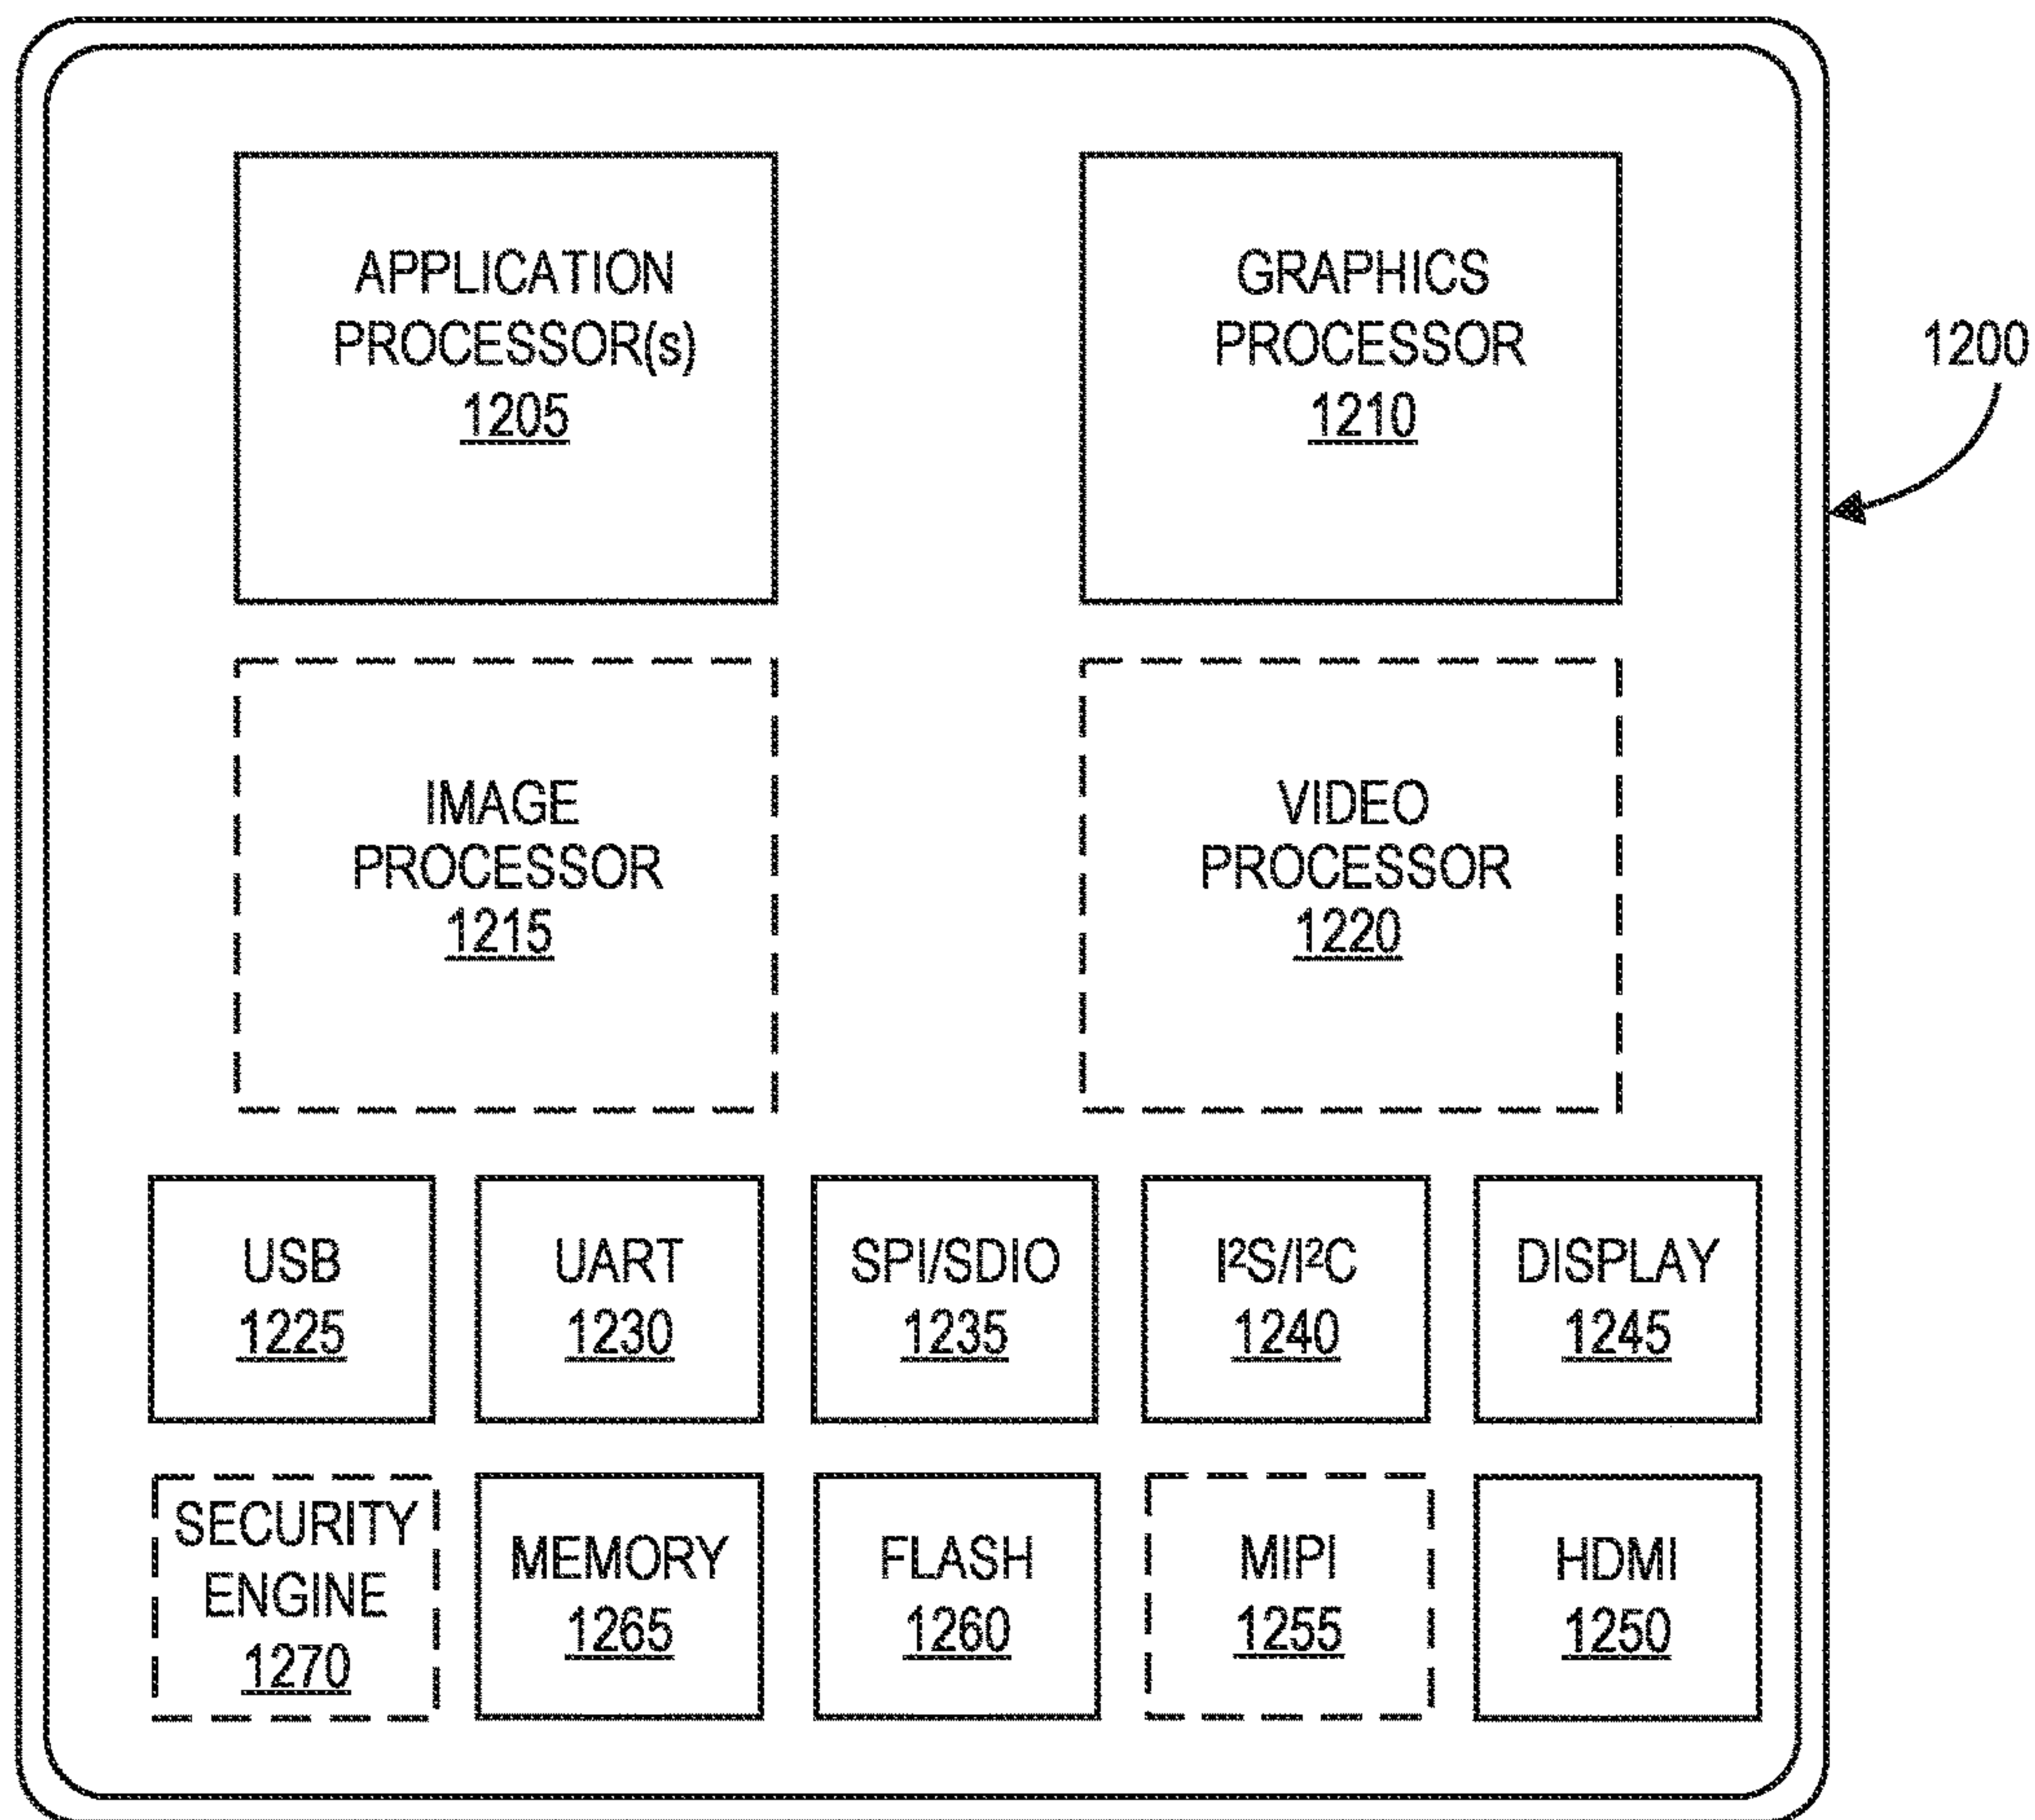 APPLICATION
PROCESSOR(s)
1205
GRAPHICS
PROCESSOR
1210
1200
IMAGE
PROCESSOR
1215
VIDEO
PROCESSOR
1220
USB
1225
UART
1230
SPI/SDIO
1235
I²S/I²C
1240
DISPLAY
1245
SECURITY
ENGINE
1270
MEMORY
1265
FLASH
1260
MIPI
1255
HDMI
1250